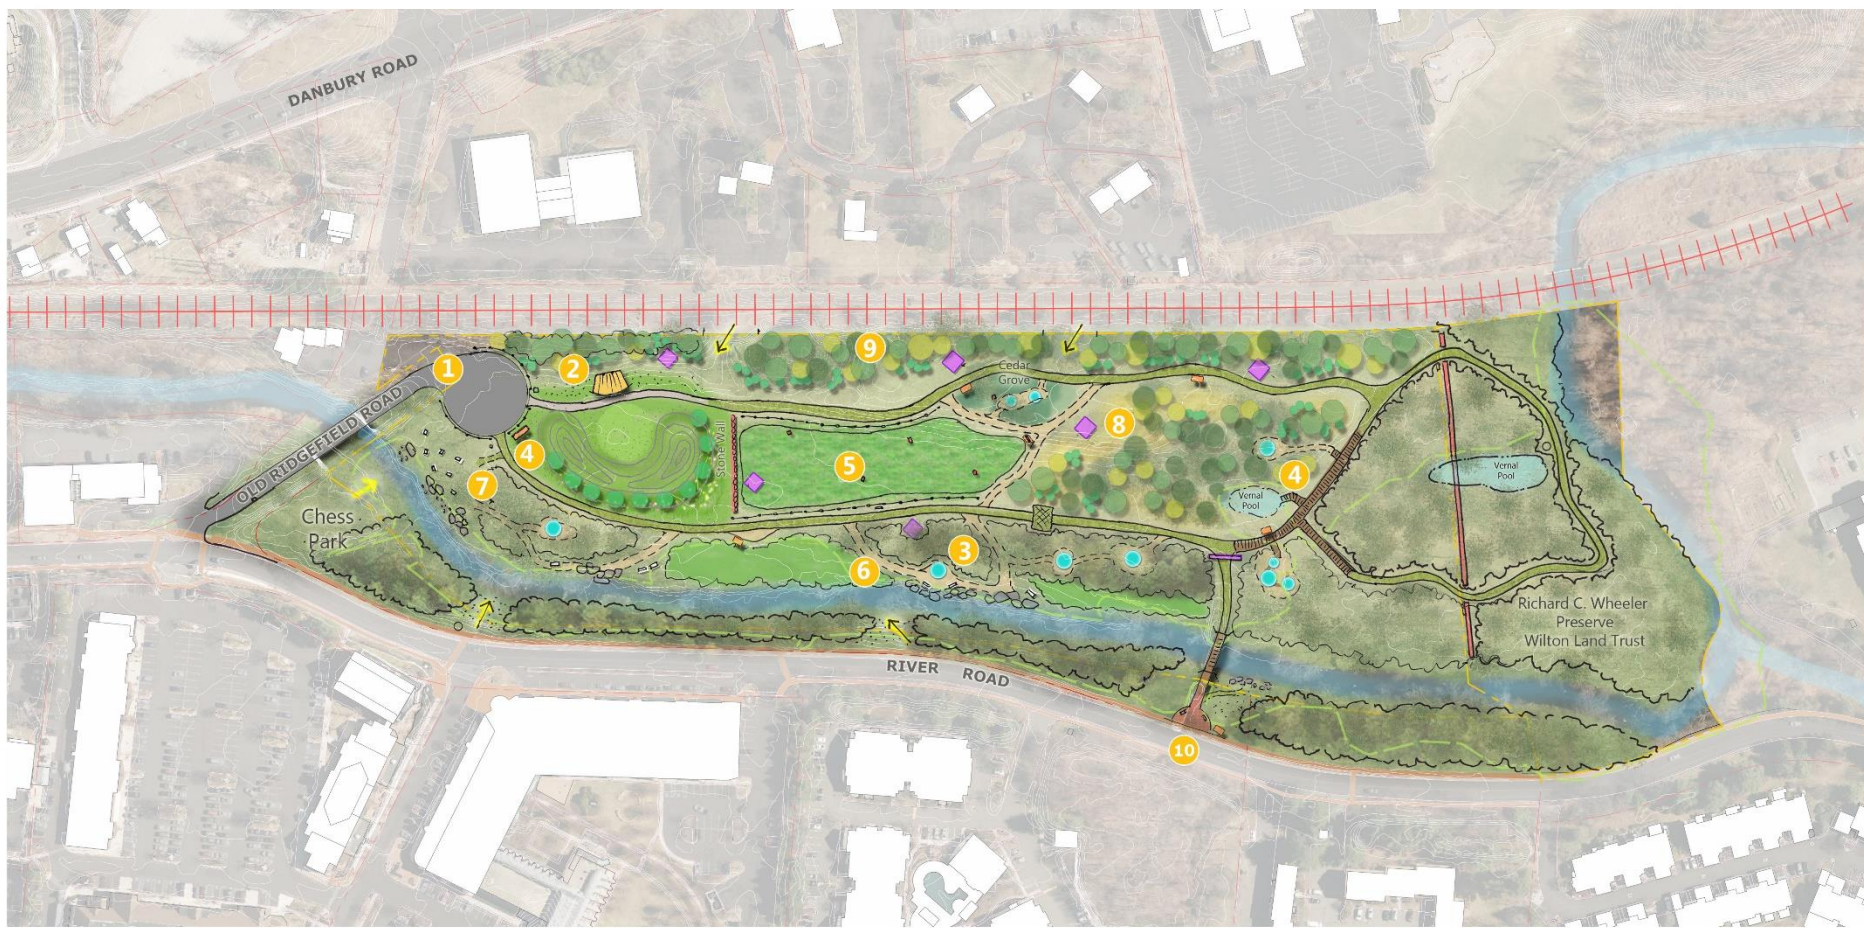 DANBURY ROAD
1
2
9
Cedar
Grove
8
OLD RIDGEFIELD ROAD
4
Stone Wall
5
4
7
Vernal
Pool
Vernal
Pool
Chess
Park
3
6
Richard C. Wheeler
Preserve
Wilton Land Trust
RIVER ROAD
10